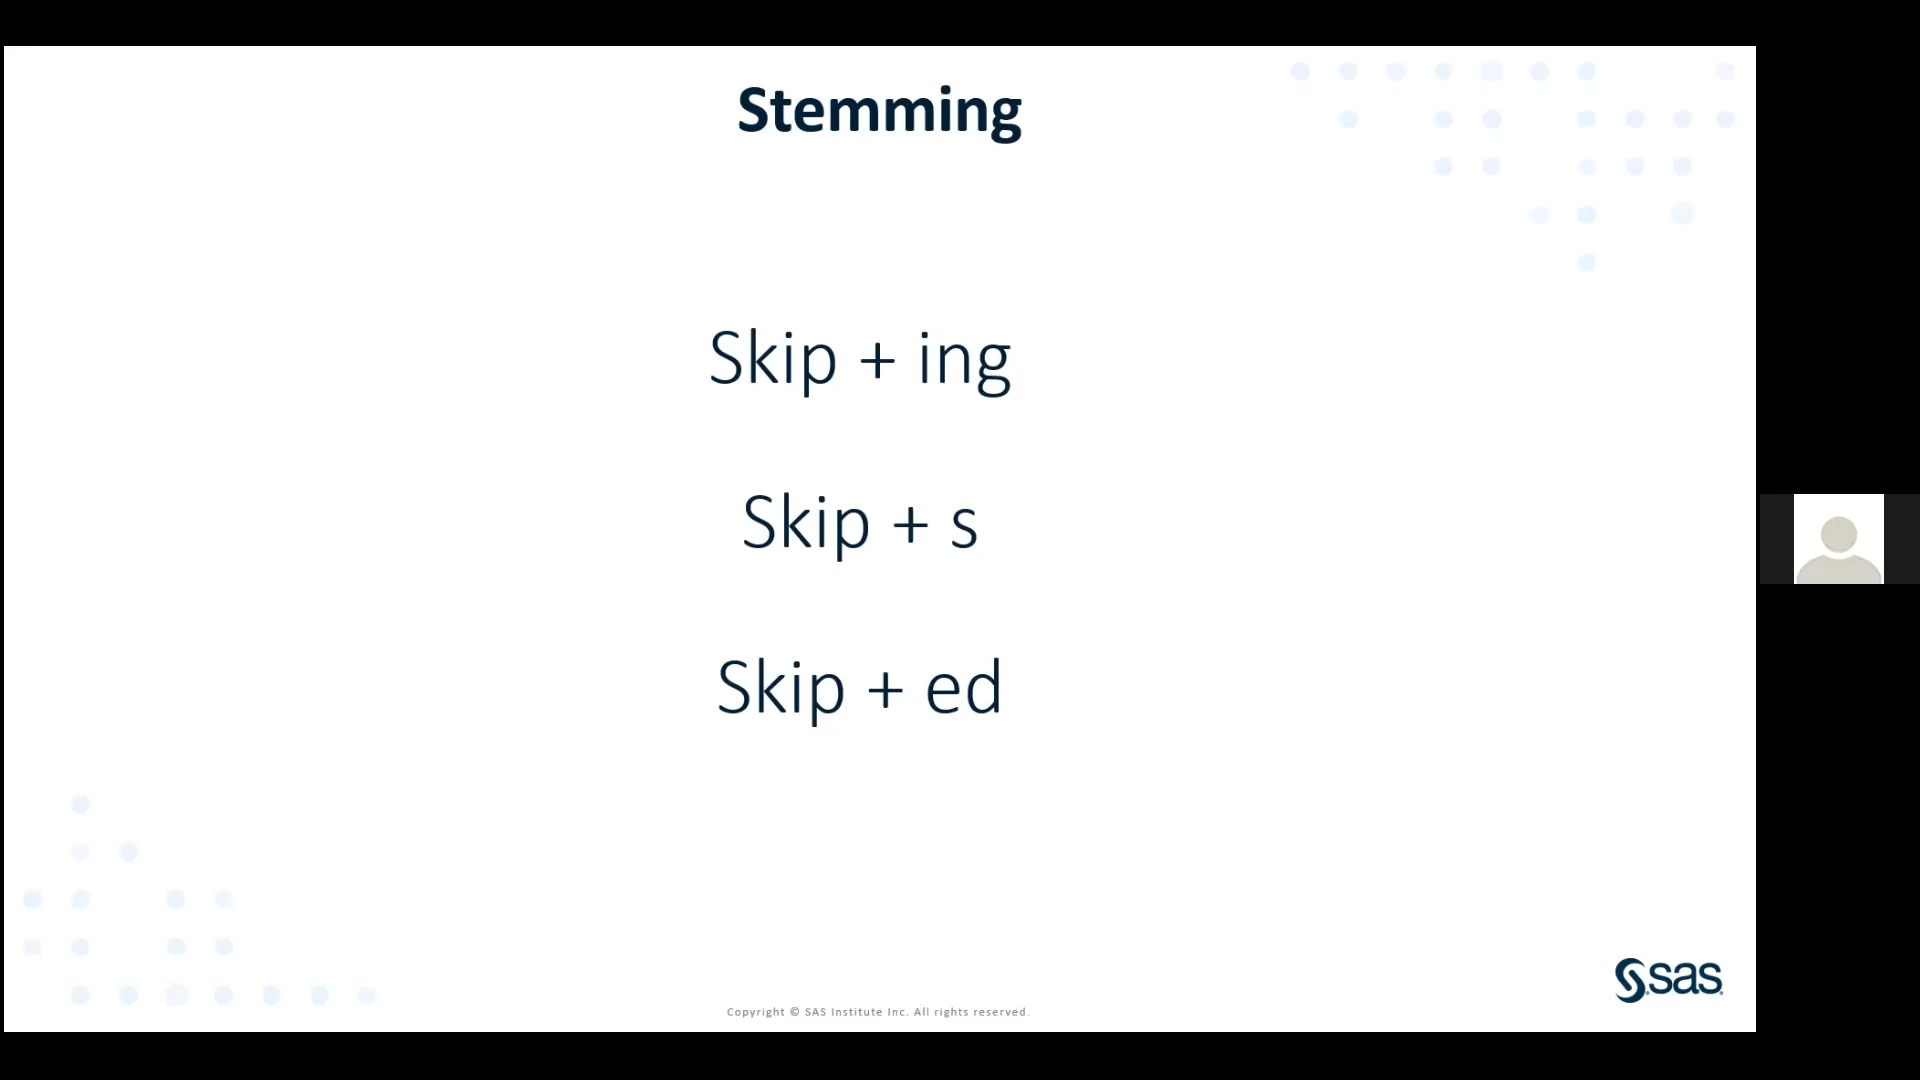 Stemming
Skip + ing
Skip + s
Skip + ed
sas
Copyright © SAS Institute Inc. All rights reserved.